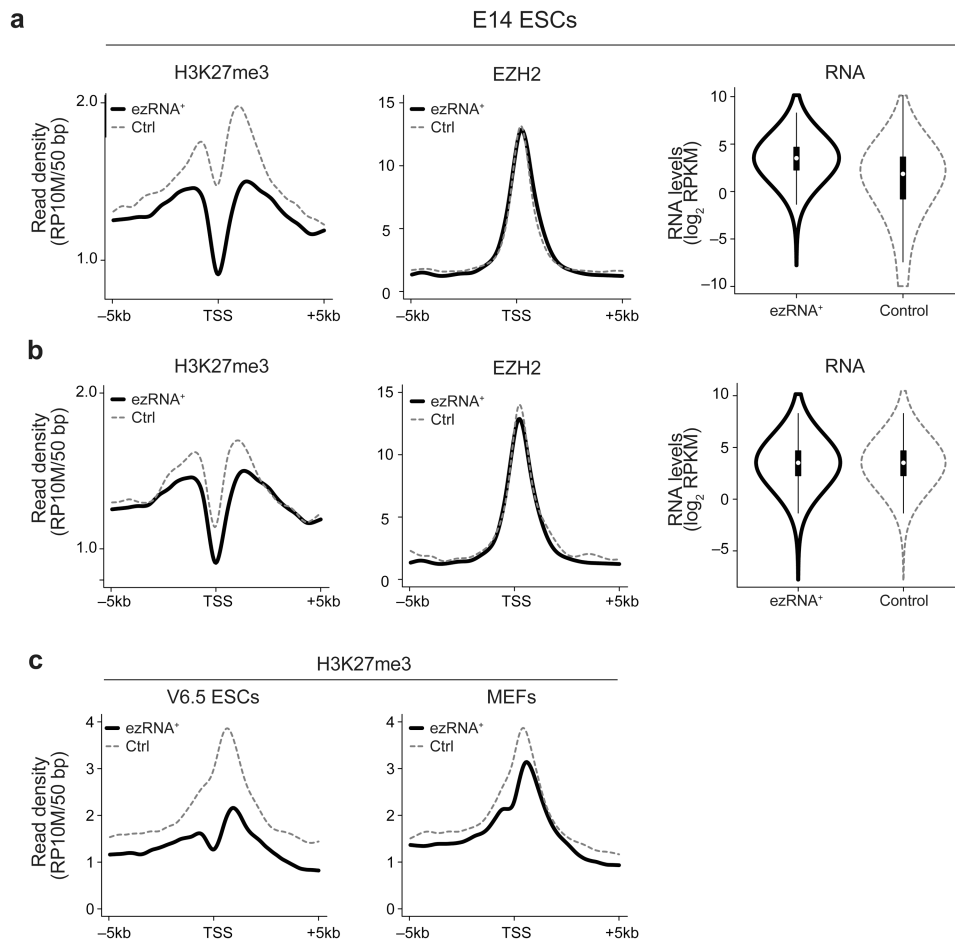 a
E14 ESCs
H3K27me3
Read density
(RP10M/50 bp)
2.0
1.0
ezRNA⁺
Ctrl
–5kb TSS +5kb
EZH2
15
10
5
0
ezRNA⁺
Ctrl
–5kb TSS +5kb
RNA
RNA levels
(log₂ RPKM)
10
5
0
–5
–10
ezRNA⁺ Control
b
H3K27me3
Read density
(RP10M/50 bp)
2.0
1.0
ezRNA⁺
Ctrl
–5kb TSS +5kb
EZH2
15
10
5
0
ezRNA⁺
Ctrl
–5kb TSS +5kb
RNA
RNA levels
(log₂ RPKM)
10
5
0
–5
ezRNA⁺ Control
c
H3K27me3
V6.5 ESCs
Read density
(RP10M/50 bp)
4
3
2
1
0
ezRNA⁺
Ctrl
–5kb TSS +5kb
MEFs
4
3
2
1
0
ezRNA⁺
Ctrl
–5kb TSS +5kb